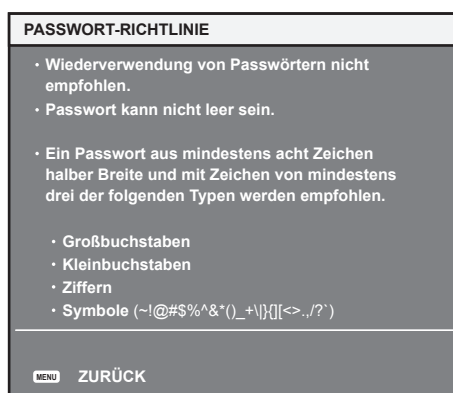 PASSWORT-RICHTLINIE
• Wiederverwendung von Passwörtern nicht
empfohlen.
• Passwort kann nicht leer sein.
• Ein Passwort aus mindestens acht Zeichen
halber Breite und mit Zeichen von mindestens
drei der folgenden Typen werden empfohlen.
• Großbuchstaben
• Kleinbuchstaben
• Ziffern
• Symbole (~!@#$%^&*()_+\|}{][<>.,/?`)
MENU ZURÜCK